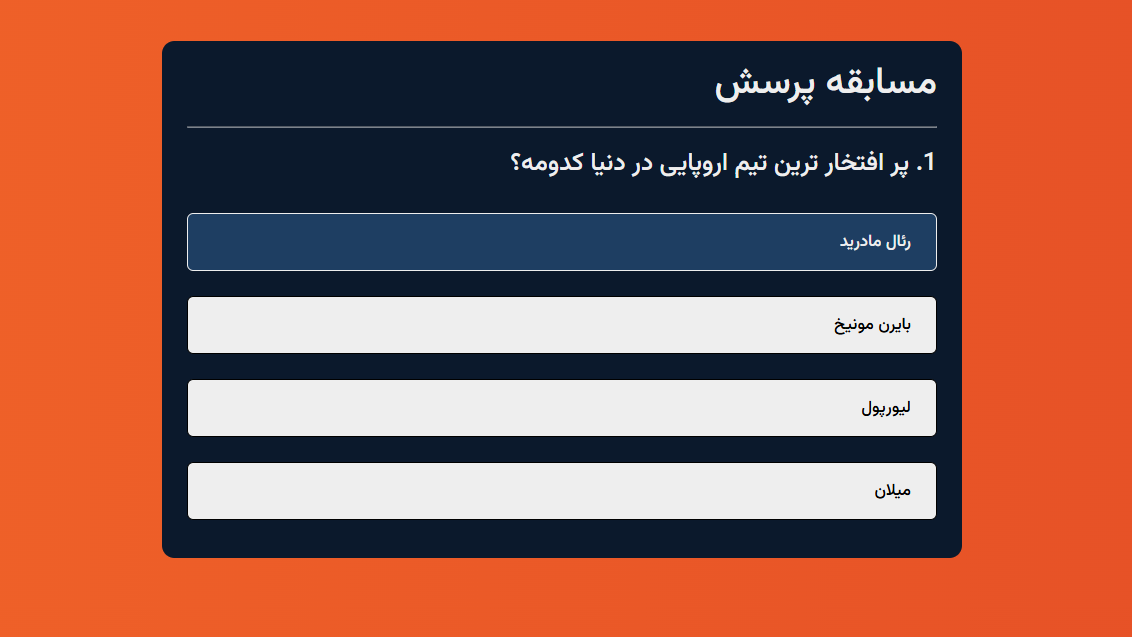 مسابقه پرسش
1. پر افتخار ترین تیم اروپایی در دنیا کدومه؟
رئال مادرید
بایرن مونیخ
لیورپول
میلان